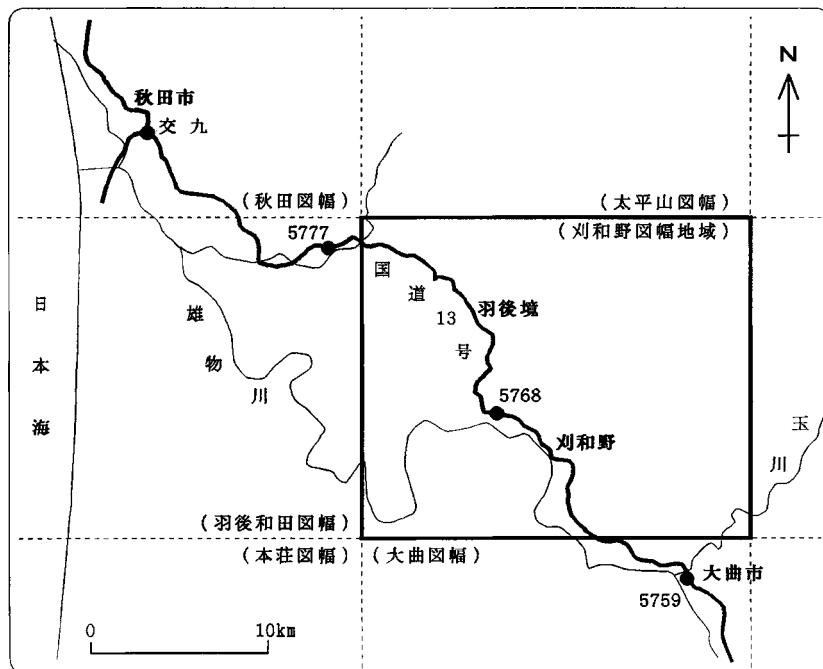 N
秋田市
交九
(秋田図幅)
(太平山図幅)
(刈和野図幅地域)
5777
国道13号
羽後境
日本海
雄物川
5768
刈和野
玉川
(羽後和田図幅)
(本荘図幅)
(大曲図幅)
大曲市
5759
0 10km